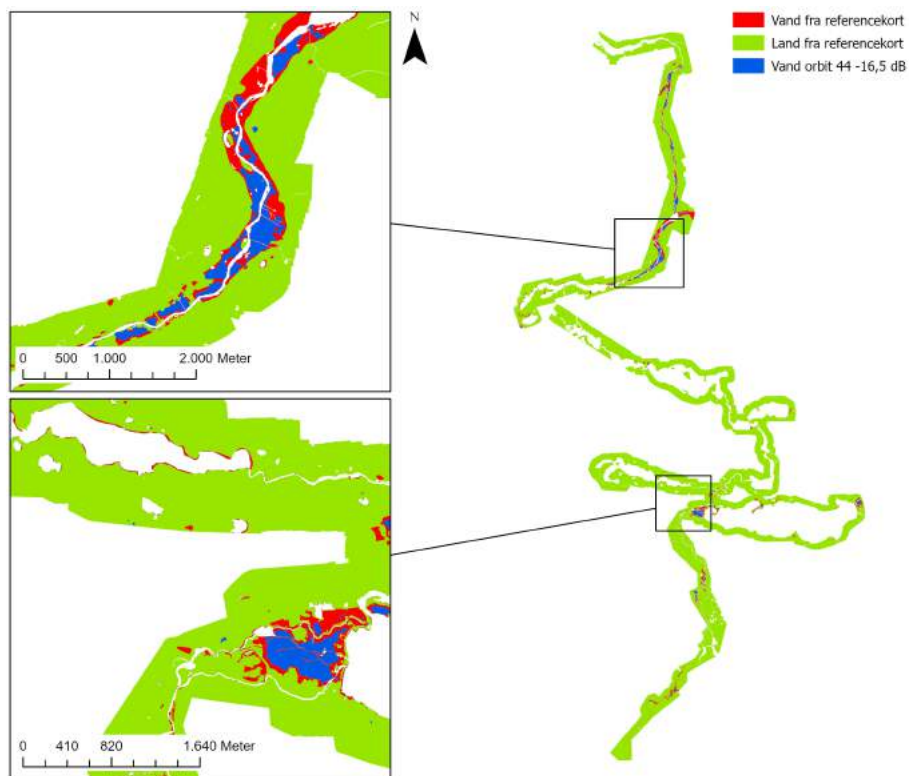 N
Vand fra referencekort
Land fra referencekort
Vand orbit 44 -16,5 dB
0 500 1.000 2.000 Meter
0 410 820 1.640 Meter